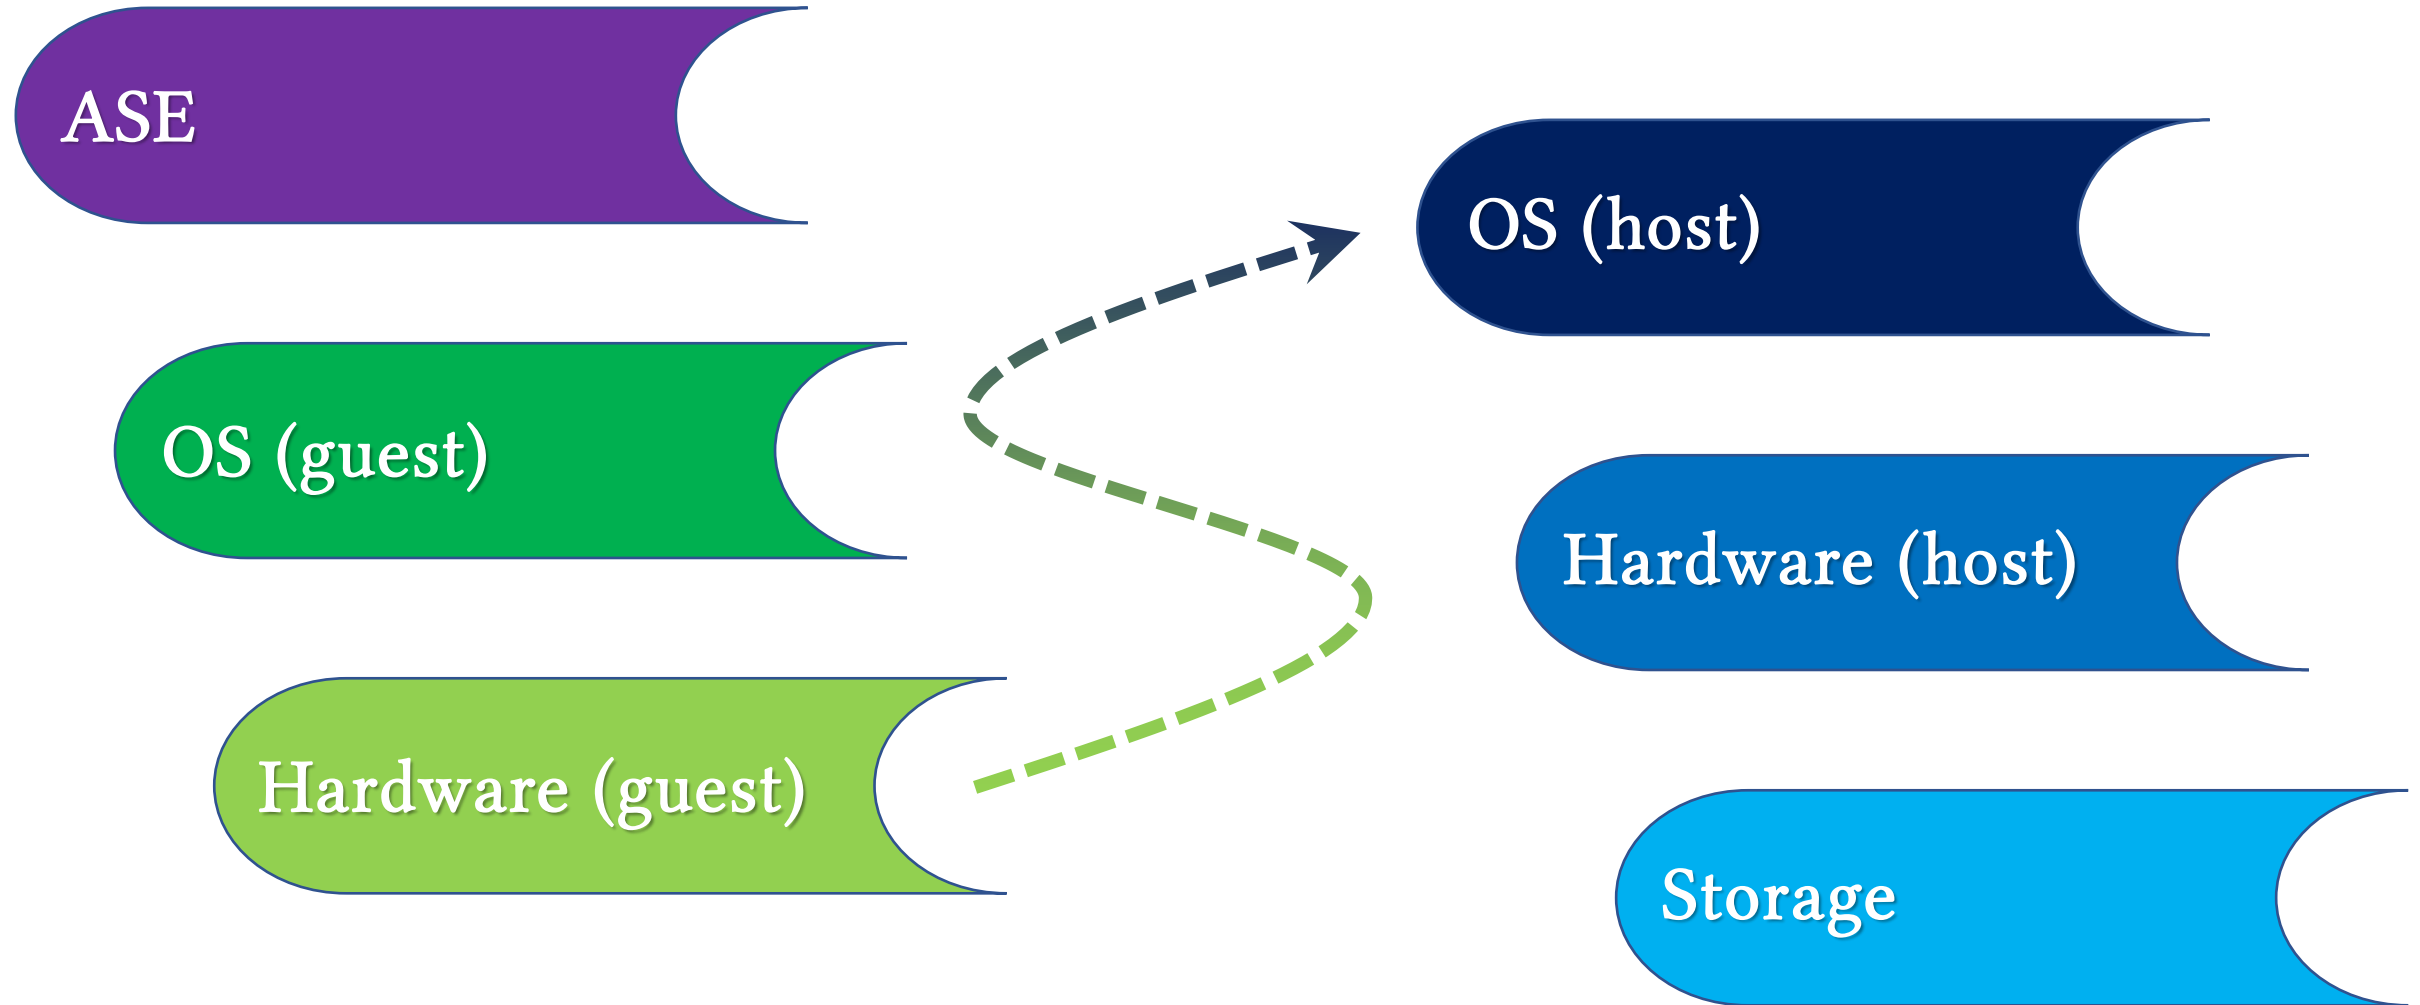 ASE
OS (guest)
Hardware (guest)
OS (host)
Hardware (host)
Storage